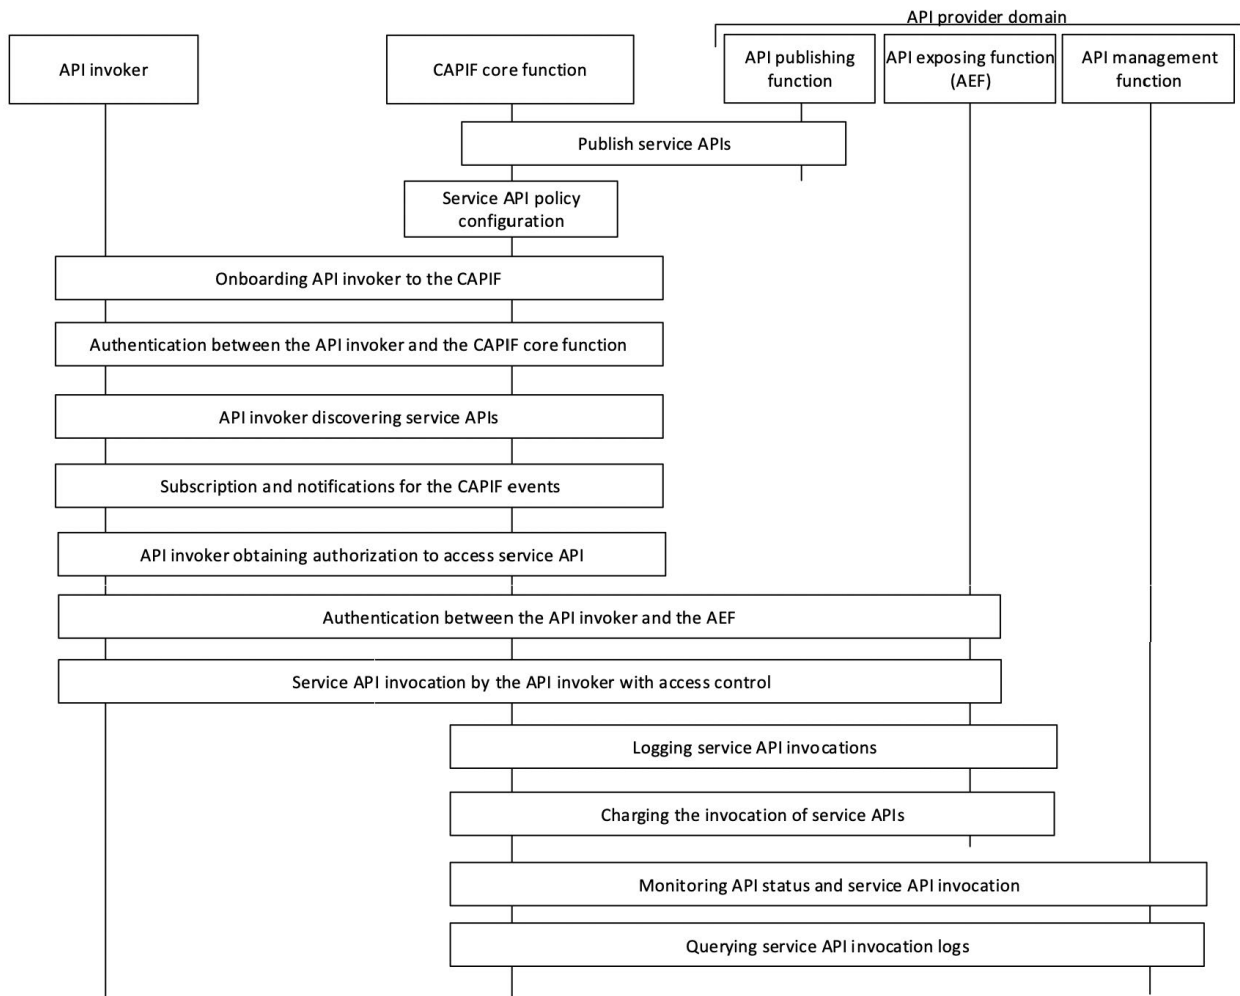 API provider domain
API invoker
CAPIF core function
API publishing
function
API exposing function
(AEF)
API management
function
Publish service APIs
Service API policy
configuration
Onboarding API invoker to the CAPIF
Authentication between the API invoker and the CAPIF core function
API invoker discovering service APIs
Subscription and notifications for the CAPIF events
API invoker obtaining authorization to access service API
Authentication between the API invoker and the AEF
Service API invocation by the API invoker with access control
Logging service API invocations
Charging the invocation of service APIs
Monitoring API status and service API invocation
Querying service API invocation logs